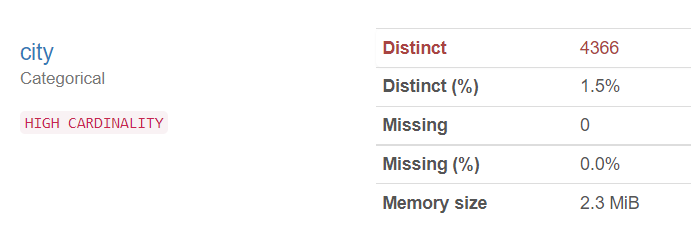 city
Categorical
HIGH CARDINALITY
Distinct 4366
Distinct (%) 1.5%
Missing 0
Missing (%) 0.0%
Memory size 2.3 MiB